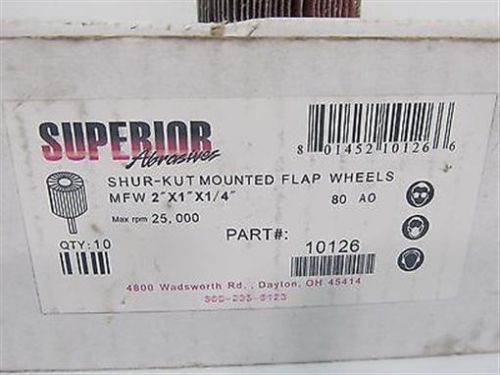 SUPERIOR
Abrasives
8 01452 10126 6
SHUR-KUT MOUNTED FLAP WHEELS
MFW 2"X1"X1/4" 80 AO
Max rpm 25,000
QTY:10
PART#: 10126
4800 Wadsworth Rd. , Dayton, OH 45414